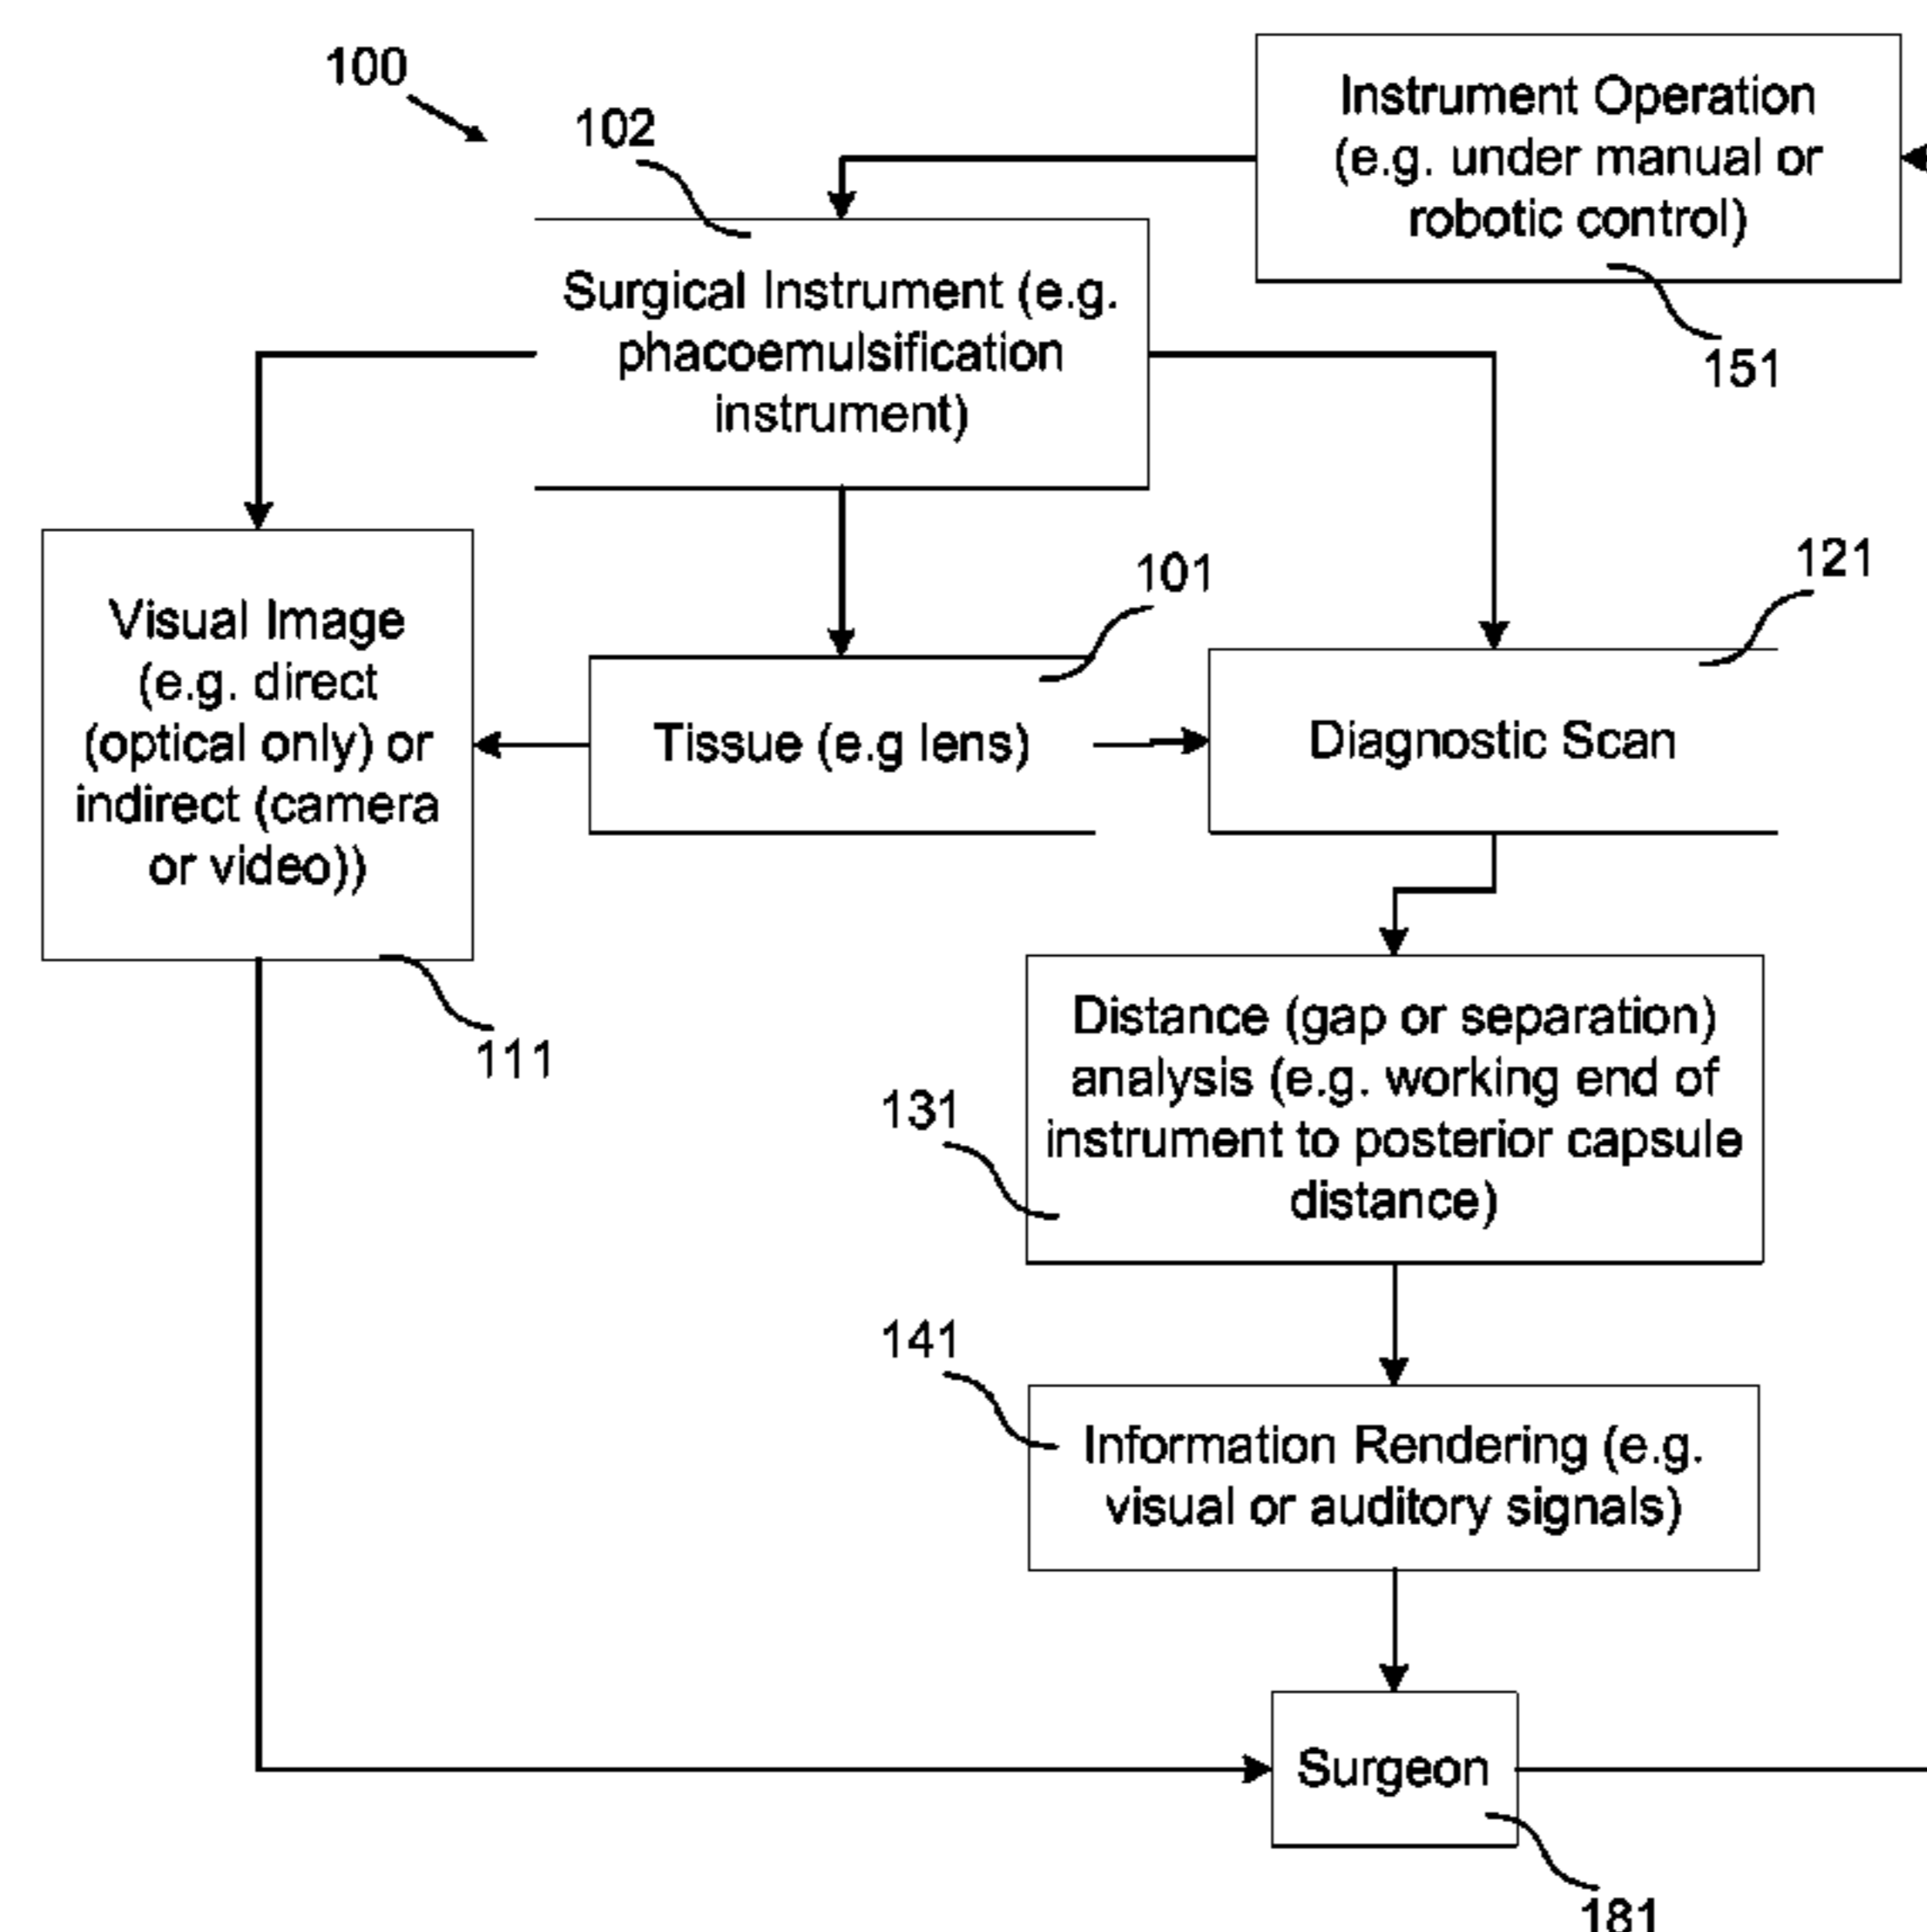 100
102
Instrument Operation
(e.g. under manual or
robotic control)
151
Surgical Instrument (e.g.
phacoemulsification
instrument)
101
121
Visual Image
(e.g. direct
(optical only) or
indirect (camera
or video))
111
Tissue (e.g lens)
Diagnostic Scan
131
Distance (gap or separation)
analysis (e.g. working end of
instrument to posterior capsule
distance)
141
Information Rendering (e.g.
visual or auditory signals)
Surgeon
181